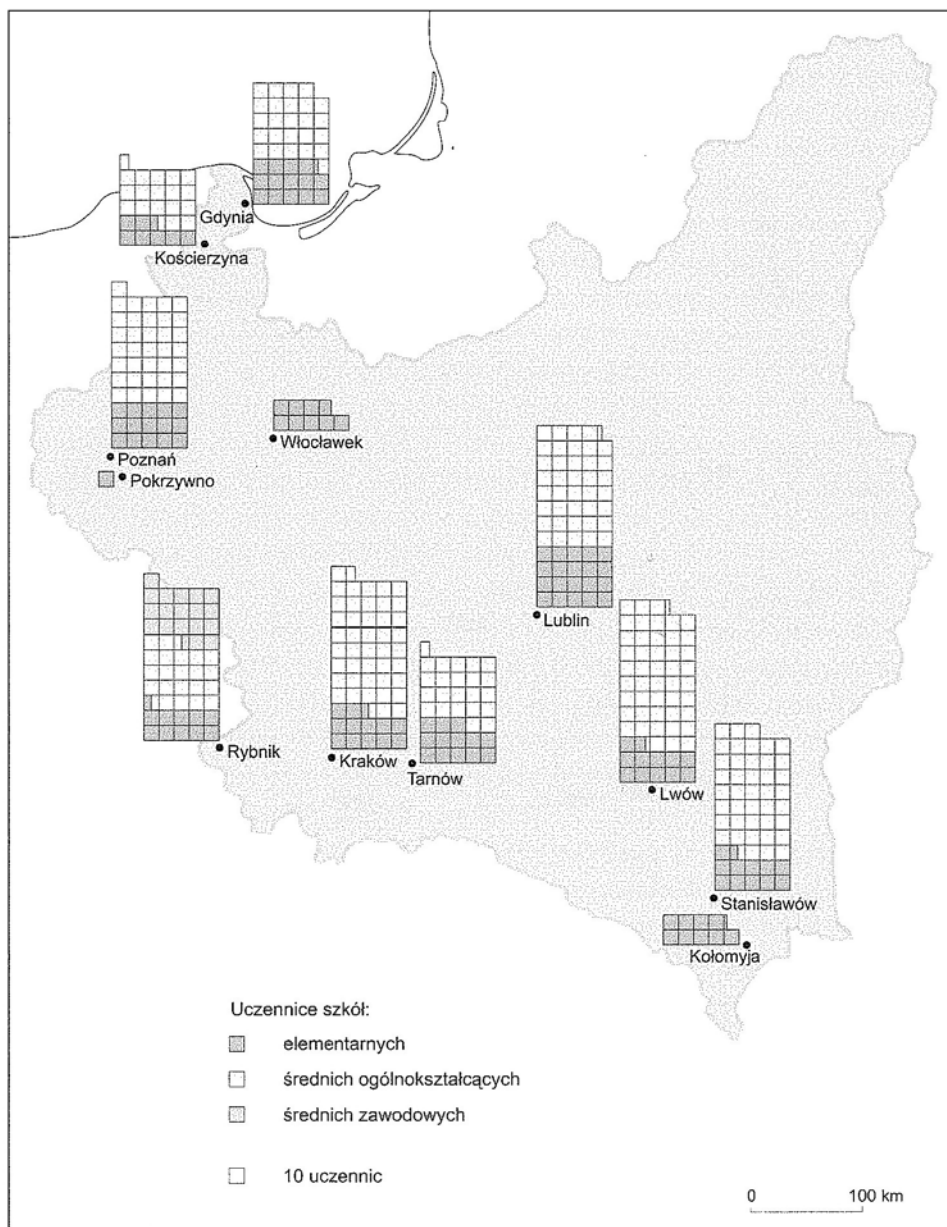 Gdynia
Kościerzyna
Poznań
Pokrzywno
Włocławek
Lublin
Rybnik
Kraków
Tarnów
Lwów
Stanisławów
Kołomyja
Uczennice szkół:
elementarnych
średnich ogólnokształcących
średnich zawodowych
10 uczennic
0 100 km